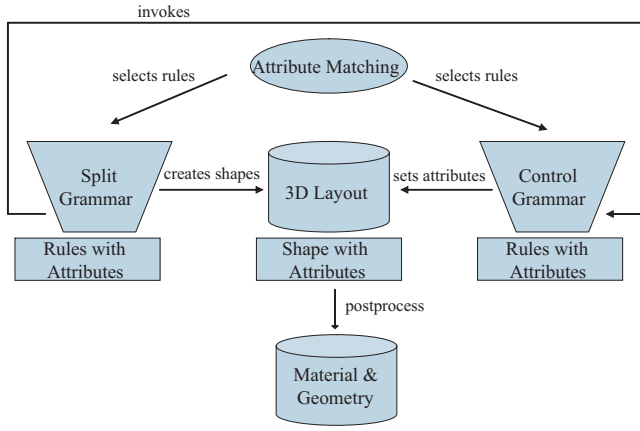 invokes
Attribute Matching
selects rules
selects rules
Split
Grammar
creates shapes
3D Layout
sets attributes
Control
Grammar
Rules with
Attributes
Shape with
Attributes
Rules with
Attributes
postprocess
Material &
Geometry